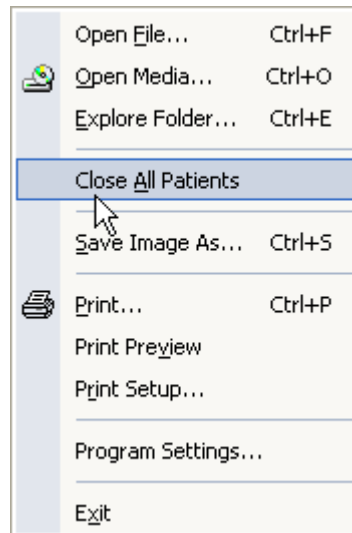 Open File... Ctrl+F
Open Media... Ctrl+O
Explore Folder... Ctrl+E
Close All Patients
Save Image As... Ctrl+S
Print... Ctrl+P
Print Preview
Print Setup...
Program Settings...
Exit